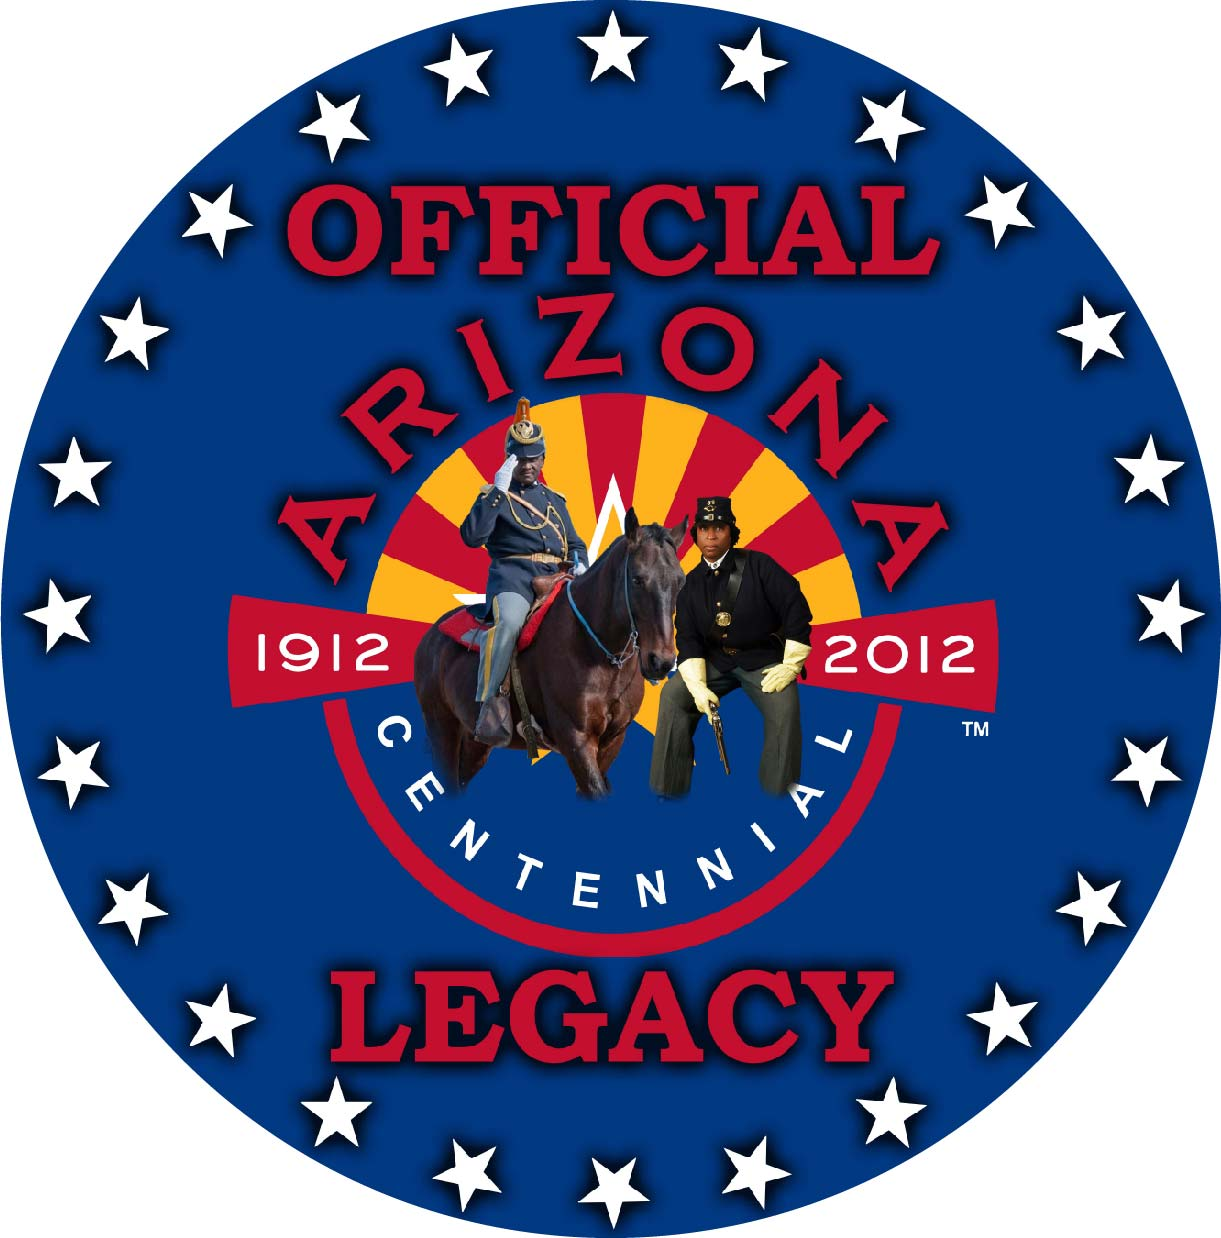 OFFICIAL
ARIZONA
1912 2012
TM
CENTENNIAL
LEGACY